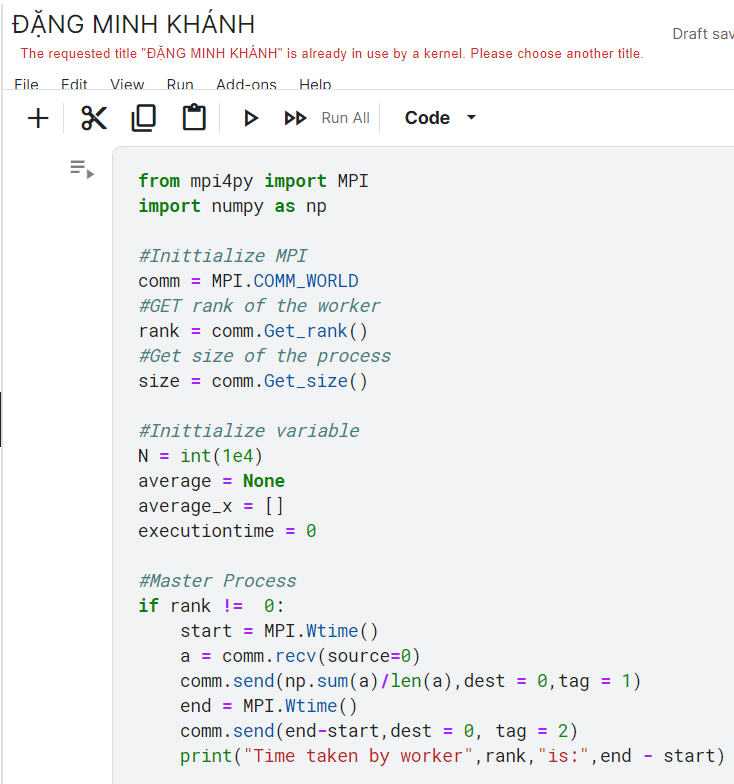 ĐẶNG MINH KHÁNH
Draft sav
The requested title "ĐẶNG MINH KHÁNH" is already in use by a kernel. Please choose another title.
File Edit View Run Add-ons Help
Run All Code
from mpi4py import MPI
import numpy as np
#Inittialize MPI
comm = MPI.COMM_WORLD
#GET rank of the worker
rank = comm.Get_rank()
#Get size of the process
size = comm.Get_size()
#Inittialize variable
N = int(1e4)
average = None
average_x = []
executiontime = 0
#Master Process
if rank !=  0:
    start = MPI.Wtime()
    a = comm.recv(source=0)
    comm.send(np.sum(a)/len(a),dest = 0,tag = 1)
    end = MPI.Wtime()
    comm.send(end-start,dest = 0, tag = 2)
    print("Time taken by worker",rank,"is:",end - start)